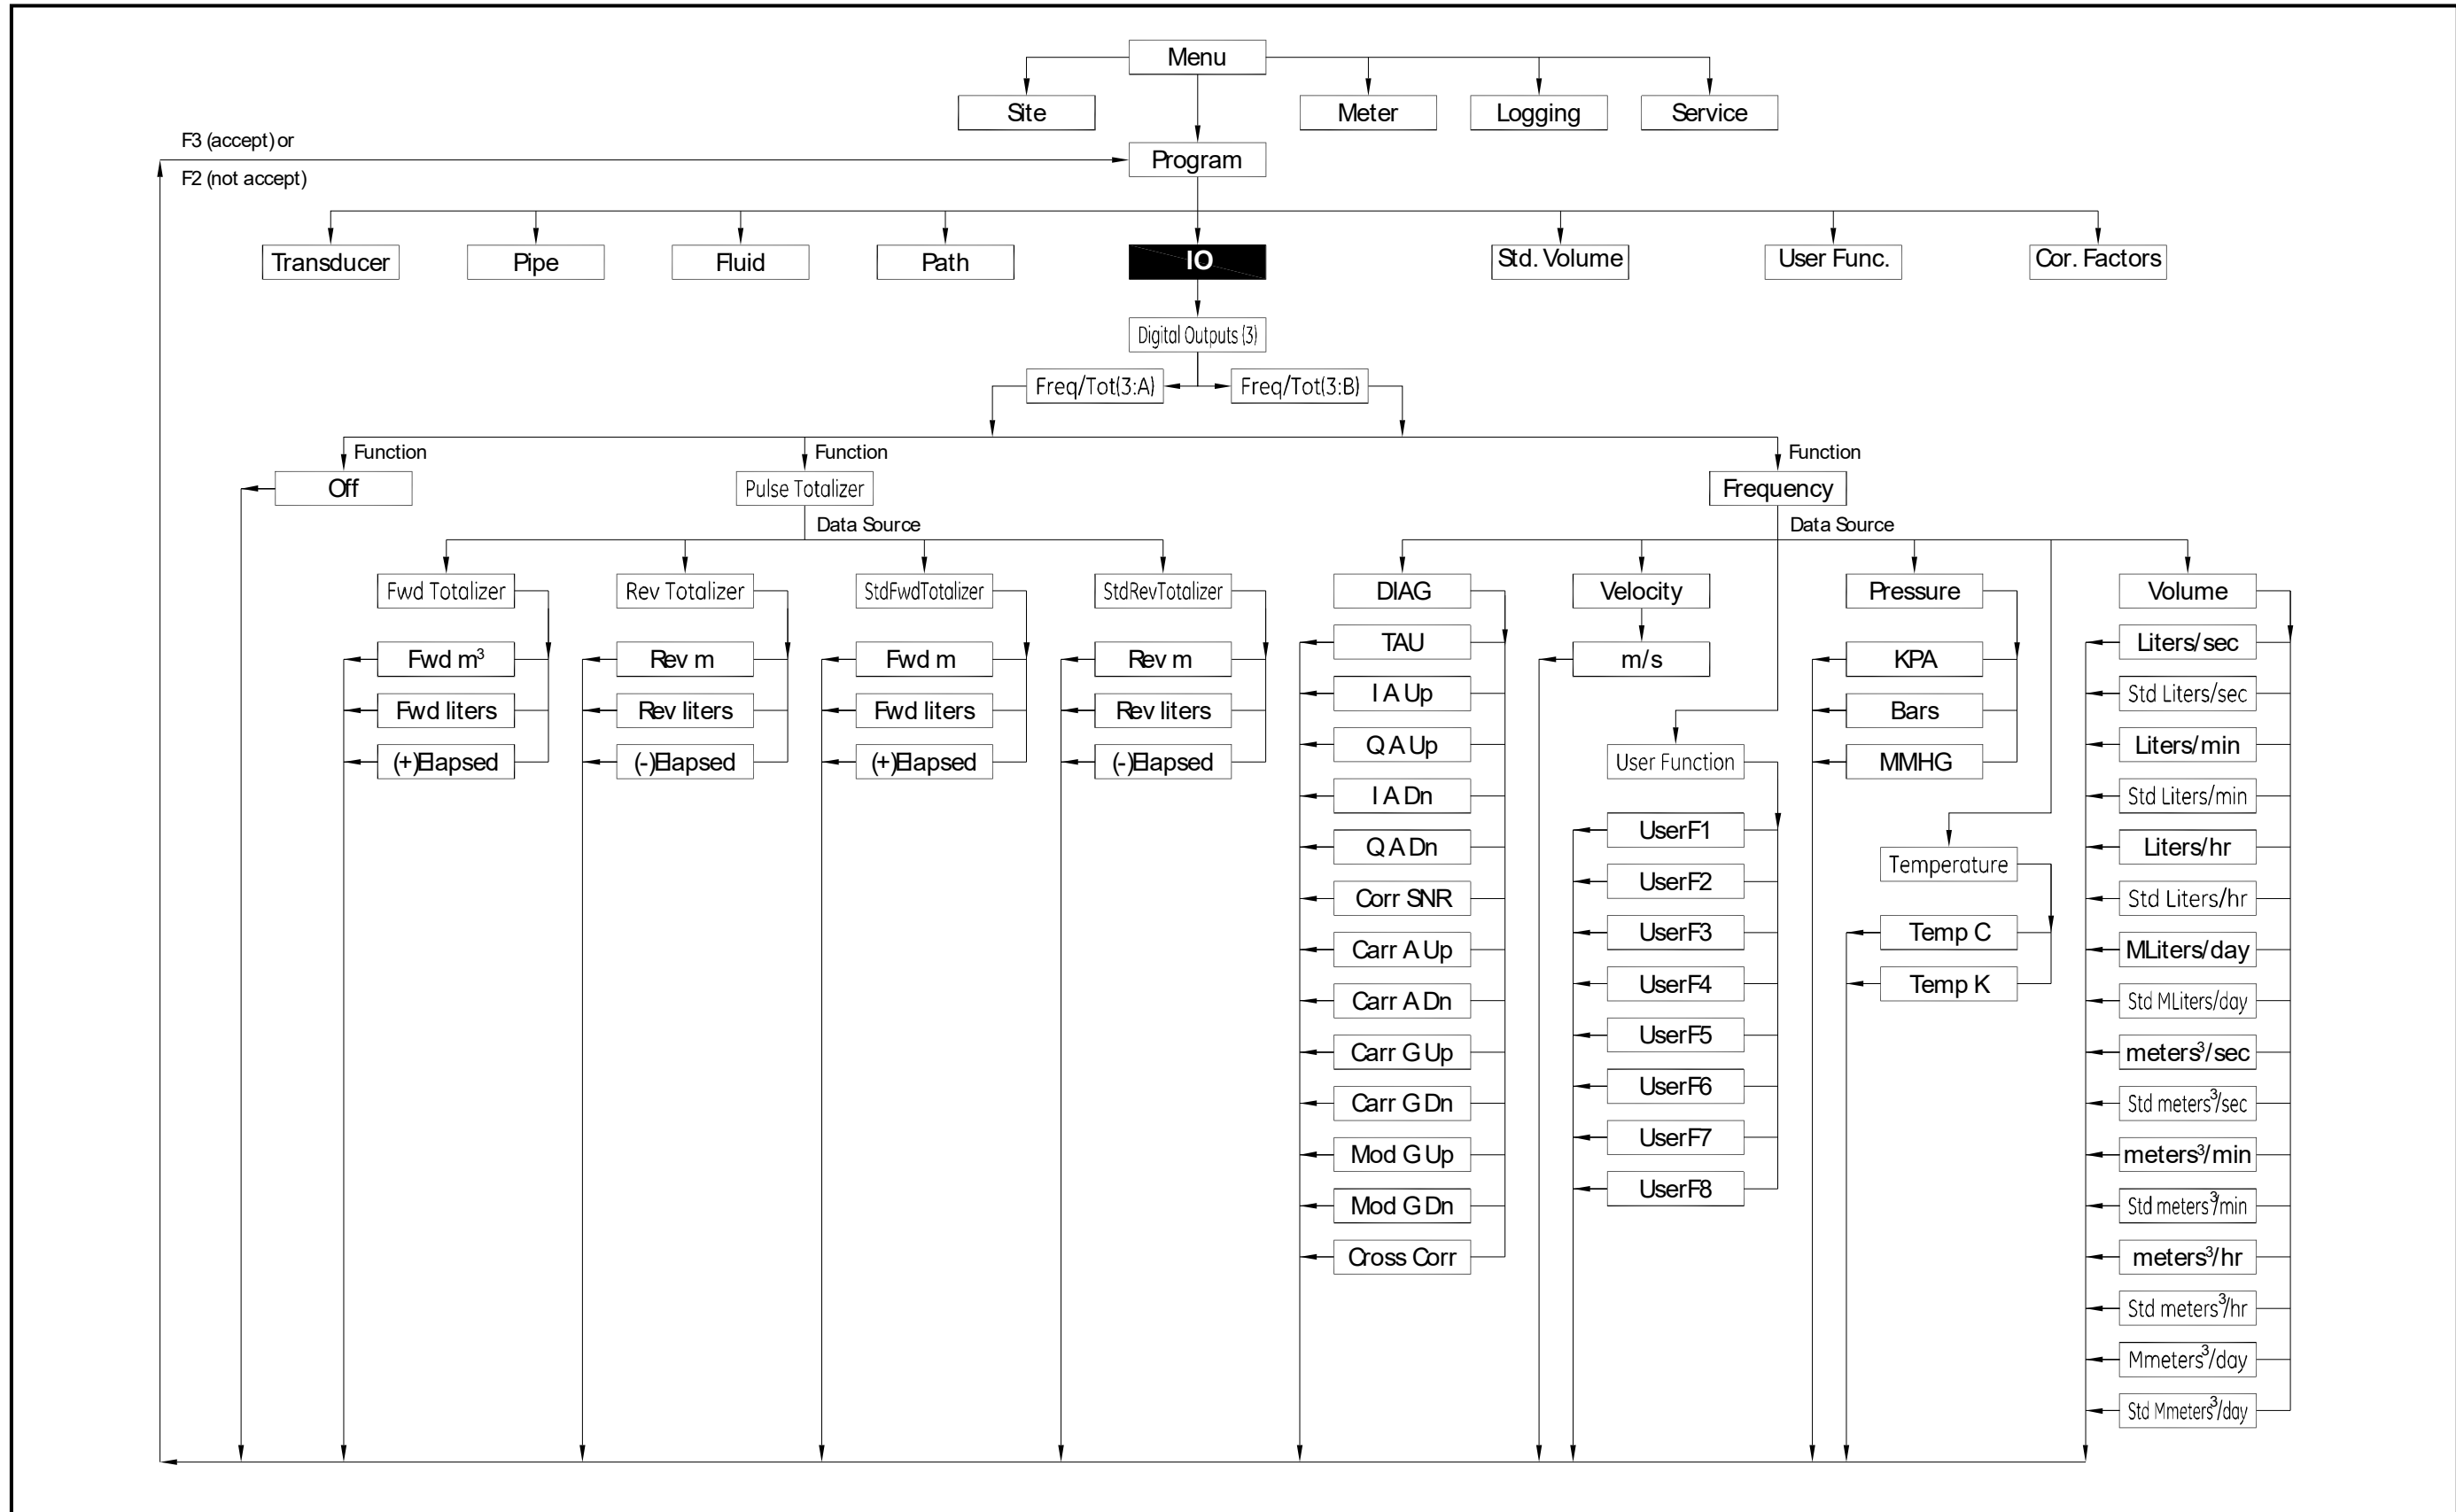 Menu
Site
Meter
Logging
Service
F3 (accept) or
Program
F2 (not accept)
Transducer
Pipe
Fluid
Path
IO
Std. Volume
User Func.
Cor. Factors
Digital Outputs (3)
Freq/Tot(3:A)
Freq/Tot(3:B)
Function
Function
Function
Off
Pulse Totalizer
Frequency
Data Source
Data Source
Fwd Totalizer
Rev Totalizer
StdFwdTotalizer
StdRevTotalizer
DIAG
Velocity
Pressure
Volume
Fwd m³
Fwd liters
(+)Elapsed
Rev m
Rev liters
(-)Elapsed
Fwd m
Fwd liters
(+)Elapsed
Rev m
Rev liters
(-)Elapsed
TAU
I A Up
Q A Up
I A Dn
Q A Dn
Corr SNR
Carr A Up
Carr A Dn
Carr G Up
Carr G Dn
Mod G Up
Mod G Dn
Cross Corr
m/s
User Function
UserF1
UserF2
UserF3
UserF4
UserF5
UserF6
UserF7
UserF8
KPA
Bars
MMHG
Temperature
Temp C
Temp K
Liters/sec
Std Liters/sec
Liters/min
Std Liters/min
Liters/hr
Std Liters/hr
MLiters/day
Std MLiters/day
meters³/sec
Std meters³/sec
meters³/min
Std meters³/min
meters³/hr
Std meters³/hr
Mmeters³/day
Std Mmeters³/day